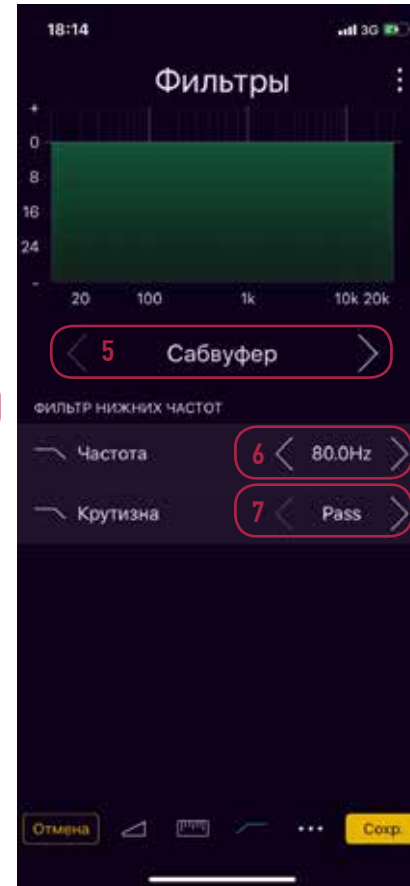 18:14 3G
Фильтры
+
0
8
16
24
-
20 100 1k 10k 20k
5 Сабвуфер
ФИЛЬТР НИЖНИХ ЧАСТОТ
Частота 6 80.0Hz
Крутизна 7 Pass
Отмена Сохр.